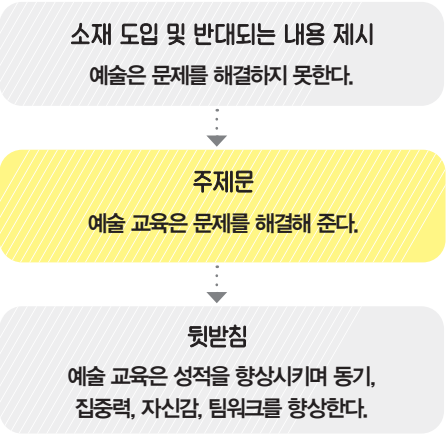 소재 도입 및 반대되는 내용 제시
예술은 문제를 해결하지 못한다.
주제문
예술 교육은 문제를 해결해 준다.
뒷받침
예술 교육은 성적을 향상시키며 동기,
집중력, 자신감, 팀워크를 향상한다.